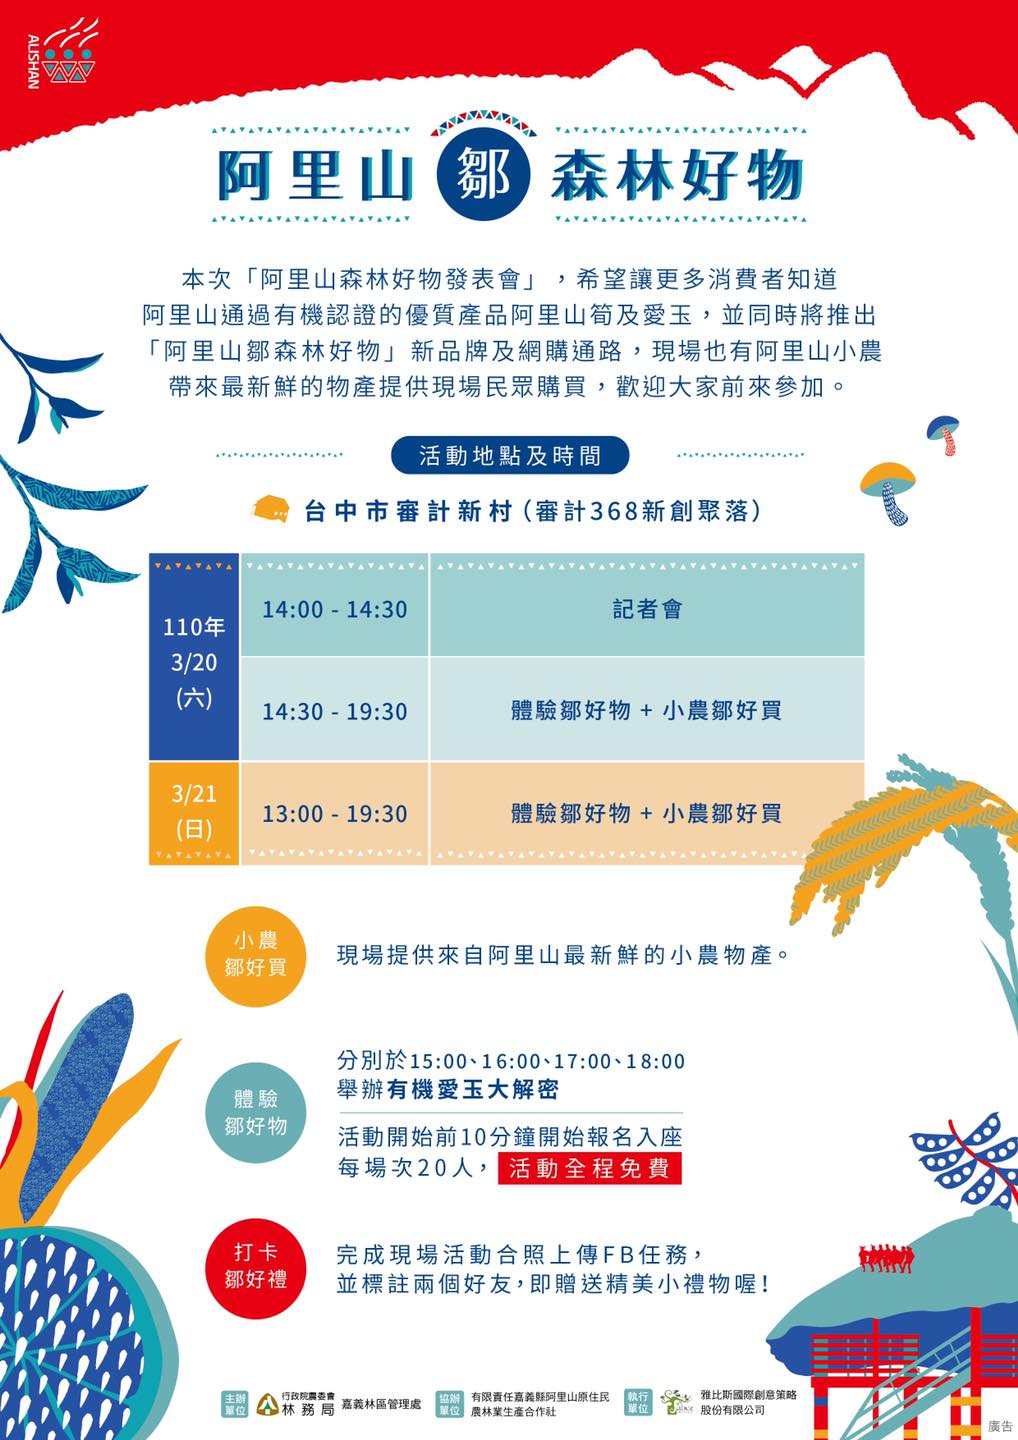 ALISHAN
阿里山鄒森林好物
本次「阿里山森林好物發表會」，希望讓更多消費者知道
阿里山通過有機認證的優質產品阿里山筍及愛玉，並同時將推出
「阿里山鄒森林好物」新品牌及網購通路，現場也有阿里山小農
帶來最新鮮的物產提供現場民眾購買，歡迎大家前來參加。
活動地點及時間
台中市審計新村（審計368新創聚落）
110年
3/20
(六)
14:00 - 14:30
記者會
14:30 - 19:30
體驗鄒好物 + 小農鄒好買
3/21
(日)
13:00 - 19:30
體驗鄒好物 + 小農鄒好買
小農
鄒好買
現場提供來自阿里山最新鮮的小農物產。
體驗
鄒好物
分別於15:00、16:00、17:00、18:00
舉辦有機愛玉大解密
活動開始前10分鐘開始報名入座
每場次20人，活動全程免費
打卡
鄒好禮
完成現場活動合照上傳FB任務，
並標註兩個好友，即贈送精美小禮物喔！
主辦
單位
行政院農委會
林務局
嘉義林區管理處
協辦
單位
有限責任嘉義縣阿里山原住民
農林業生產合作社
執行
單位
雅比斯國際創意策略
股份有限公司
廣告